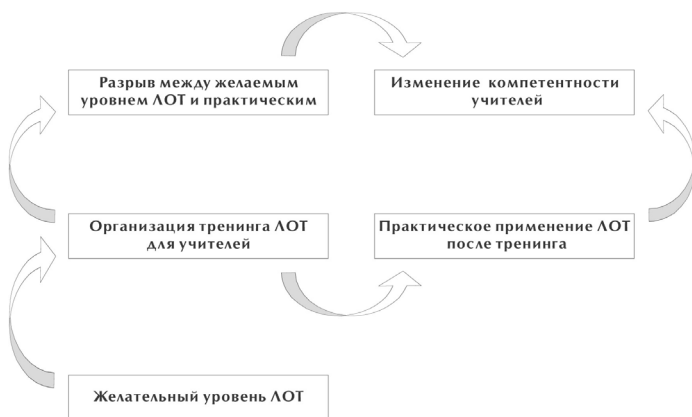 Разрыв между желаемым
уровнем ЛОТ и практическим
Изменение компетентности
учителей
Организация тренинга ЛОТ
для учителей
Практическое применение ЛОТ
после тренинга
Желательный уровень ЛОТ